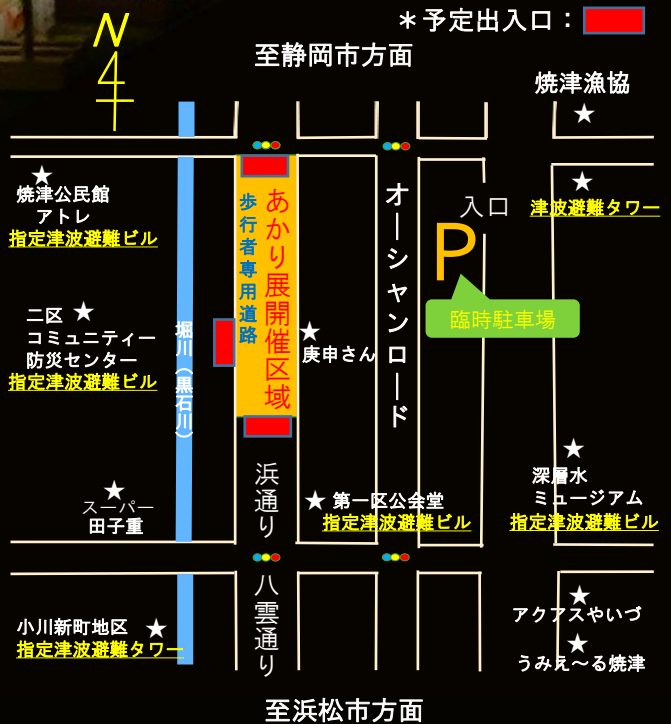 ＊予定出入口：
N
至静岡市方面
焼津漁協
焼津公民館
アトレ
指定津波避難ビル
入口
津波避難タワー
P
臨時駐車場
オーシャンロード
あかり展開催区域
歩行者専用道路
二区
コミュニティー
防災センター
指定津波避難ビル
堀川（黒石川）
庚申さん
スーパー
田子重
浜通り
第一区公会堂
指定津波避難ビル
深層水
ミュージアム
指定津波避難ビル
八雲通り
小川新町地区
指定津波避難タワー
アクアスやいづ
うみえ～る焼津
至浜松市方面